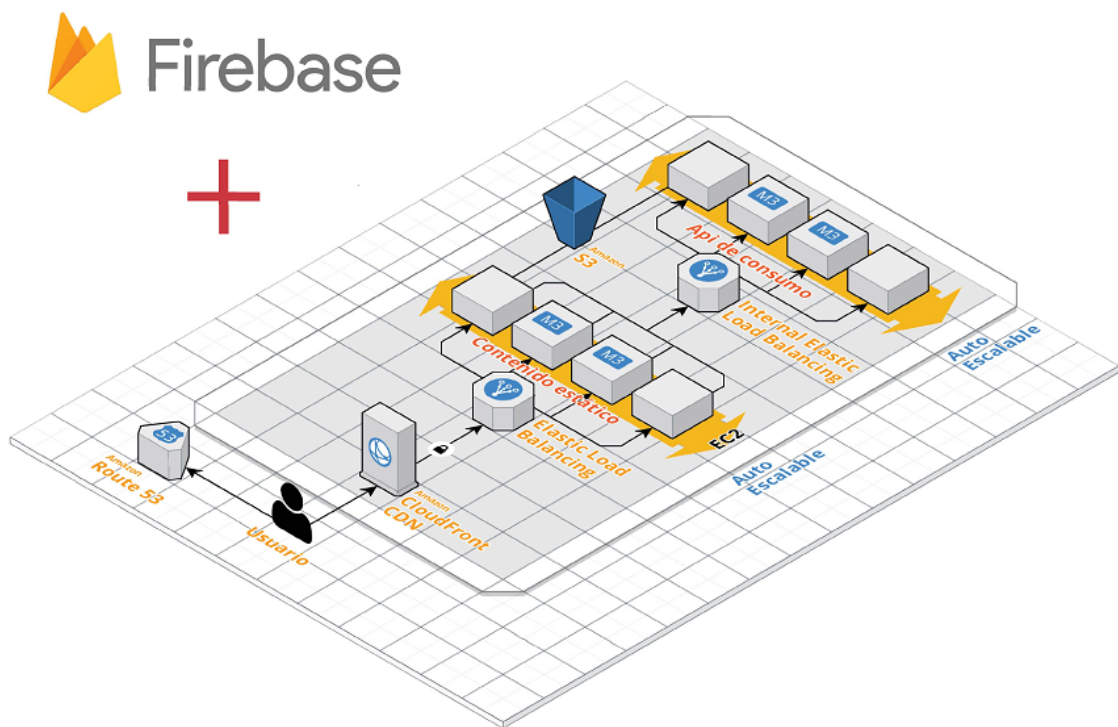 Firebase
M3
M3
Api de consumo
Amazon
S3
Internal Elastic
Load Balancing
M3
M3
Contenido estático
Elastic Load
Balancing
EC2
Auto
Escalable
Auto
Escalable
53
Amazon
Route 53
Usuario
Amazon
CloudFront
CDN